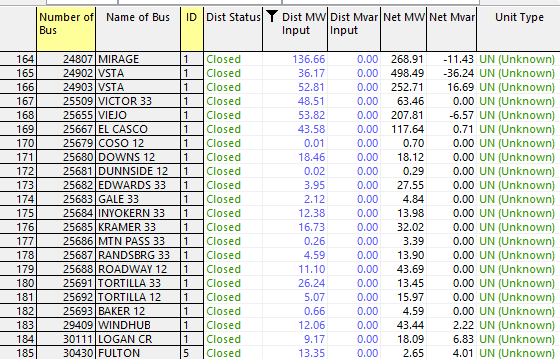 Number of Bus Name of Bus ID Dist Status Dist MW Input Dist Mvar Input Net MW Net Mvar Unit Type
164 24807 MIRAGE 1 Closed 136.66 0.00 268.91 -11.43 UN (Unknown)
165 24902 VSTA 1 Closed 36.17 0.00 498.49 -36.24 UN (Unknown)
166 24903 VSTA 1 Closed 52.81 0.00 252.71 16.69 UN (Unknown)
167 25509 VICTOR 33 1 Closed 48.51 0.00 63.46 0.00 UN (Unknown)
168 25655 VIEJO 1 Closed 53.82 0.00 207.81 -6.57 UN (Unknown)
169 25667 EL CASCO 1 Closed 43.58 0.00 117.64 0.71 UN (Unknown)
170 25679 COSO 12 1 Closed 0.01 0.00 0.70 0.00 UN (Unknown)
171 25680 DOWNS 12 1 Closed 18.46 0.00 18.12 0.00 UN (Unknown)
172 25681 DUNNSIDE 12 1 Closed 0.02 0.00 0.29 0.00 UN (Unknown)
173 25682 EDWARDS 33 1 Closed 3.95 0.00 27.55 0.00 UN (Unknown)
174 25683 GALE 33 1 Closed 2.12 0.00 4.84 0.00 UN (Unknown)
175 25684 INYOKERN 33 1 Closed 12.38 0.00 13.98 0.00 UN (Unknown)
176 25685 KRAMER 33 1 Closed 16.73 0.00 32.02 0.00 UN (Unknown)
177 25686 MTN PASS 33 1 Closed 0.26 0.00 3.39 0.00 UN (Unknown)
178 25687 RANDSBRG 33 1 Closed 4.59 0.00 13.90 0.00 UN (Unknown)
179 25688 ROADWAY 12 1 Closed 11.10 0.00 43.69 0.00 UN (Unknown)
180 25691 TORTILLA 33 1 Closed 26.24 0.00 13.45 0.00 UN (Unknown)
181 25692 TORTILLA 12 1 Closed 5.07 0.00 15.97 0.00 UN (Unknown)
182 25693 BAKER 12 1 Closed 0.66 0.00 4.59 0.00 UN (Unknown)
183 29409 WINDHUB 1 Closed 12.06 0.00 43.44 2.22 UN (Unknown)
184 30111 LOGAN CR 1 Closed 9.17 0.00 18.09 6.83 UN (Unknown)
185 30430 FULTON 5 Closed 13.35 0.00 2.65 4.01 UN (Unknown)